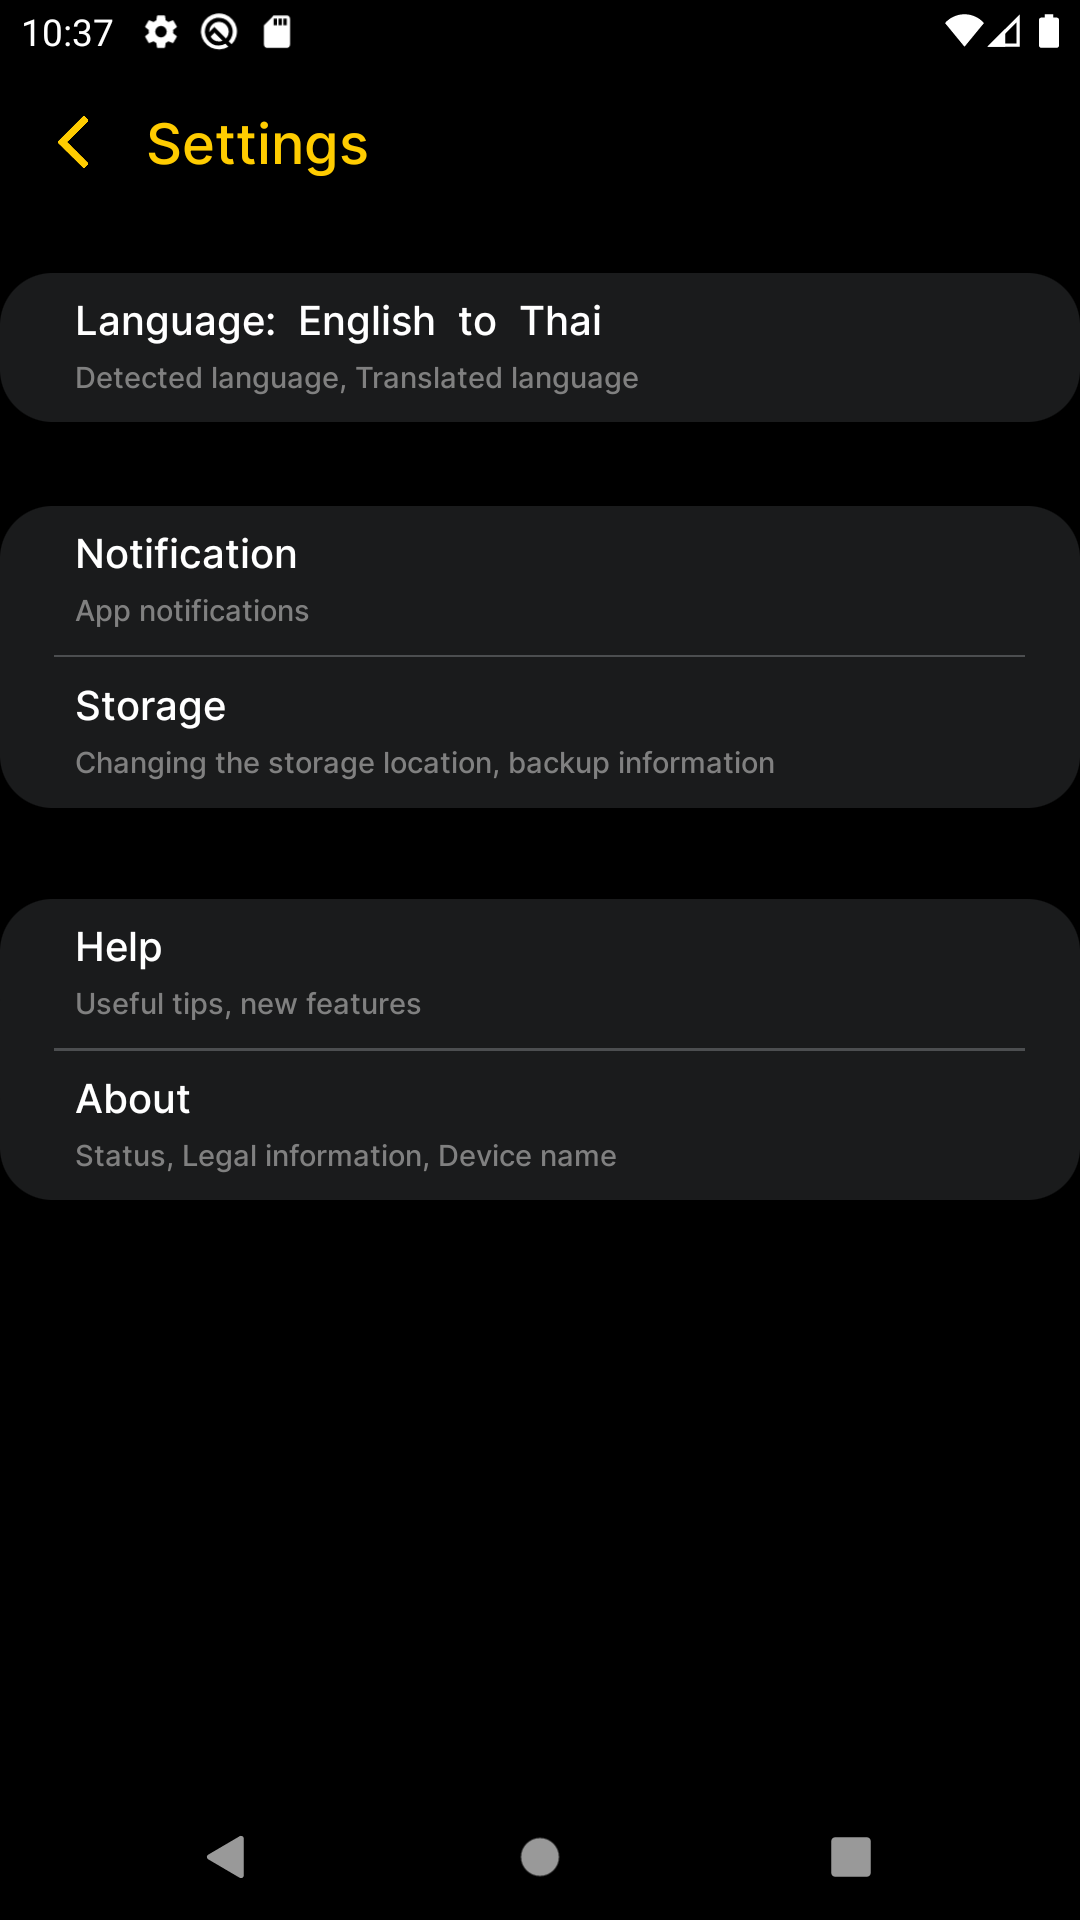 10:37
Settings
Language: English to Thai
Detected language, Translated language
Notification
App notifications
Storage
Changing the storage location, backup information
Help
Useful tips, new features
About
Status, Legal information, Device name